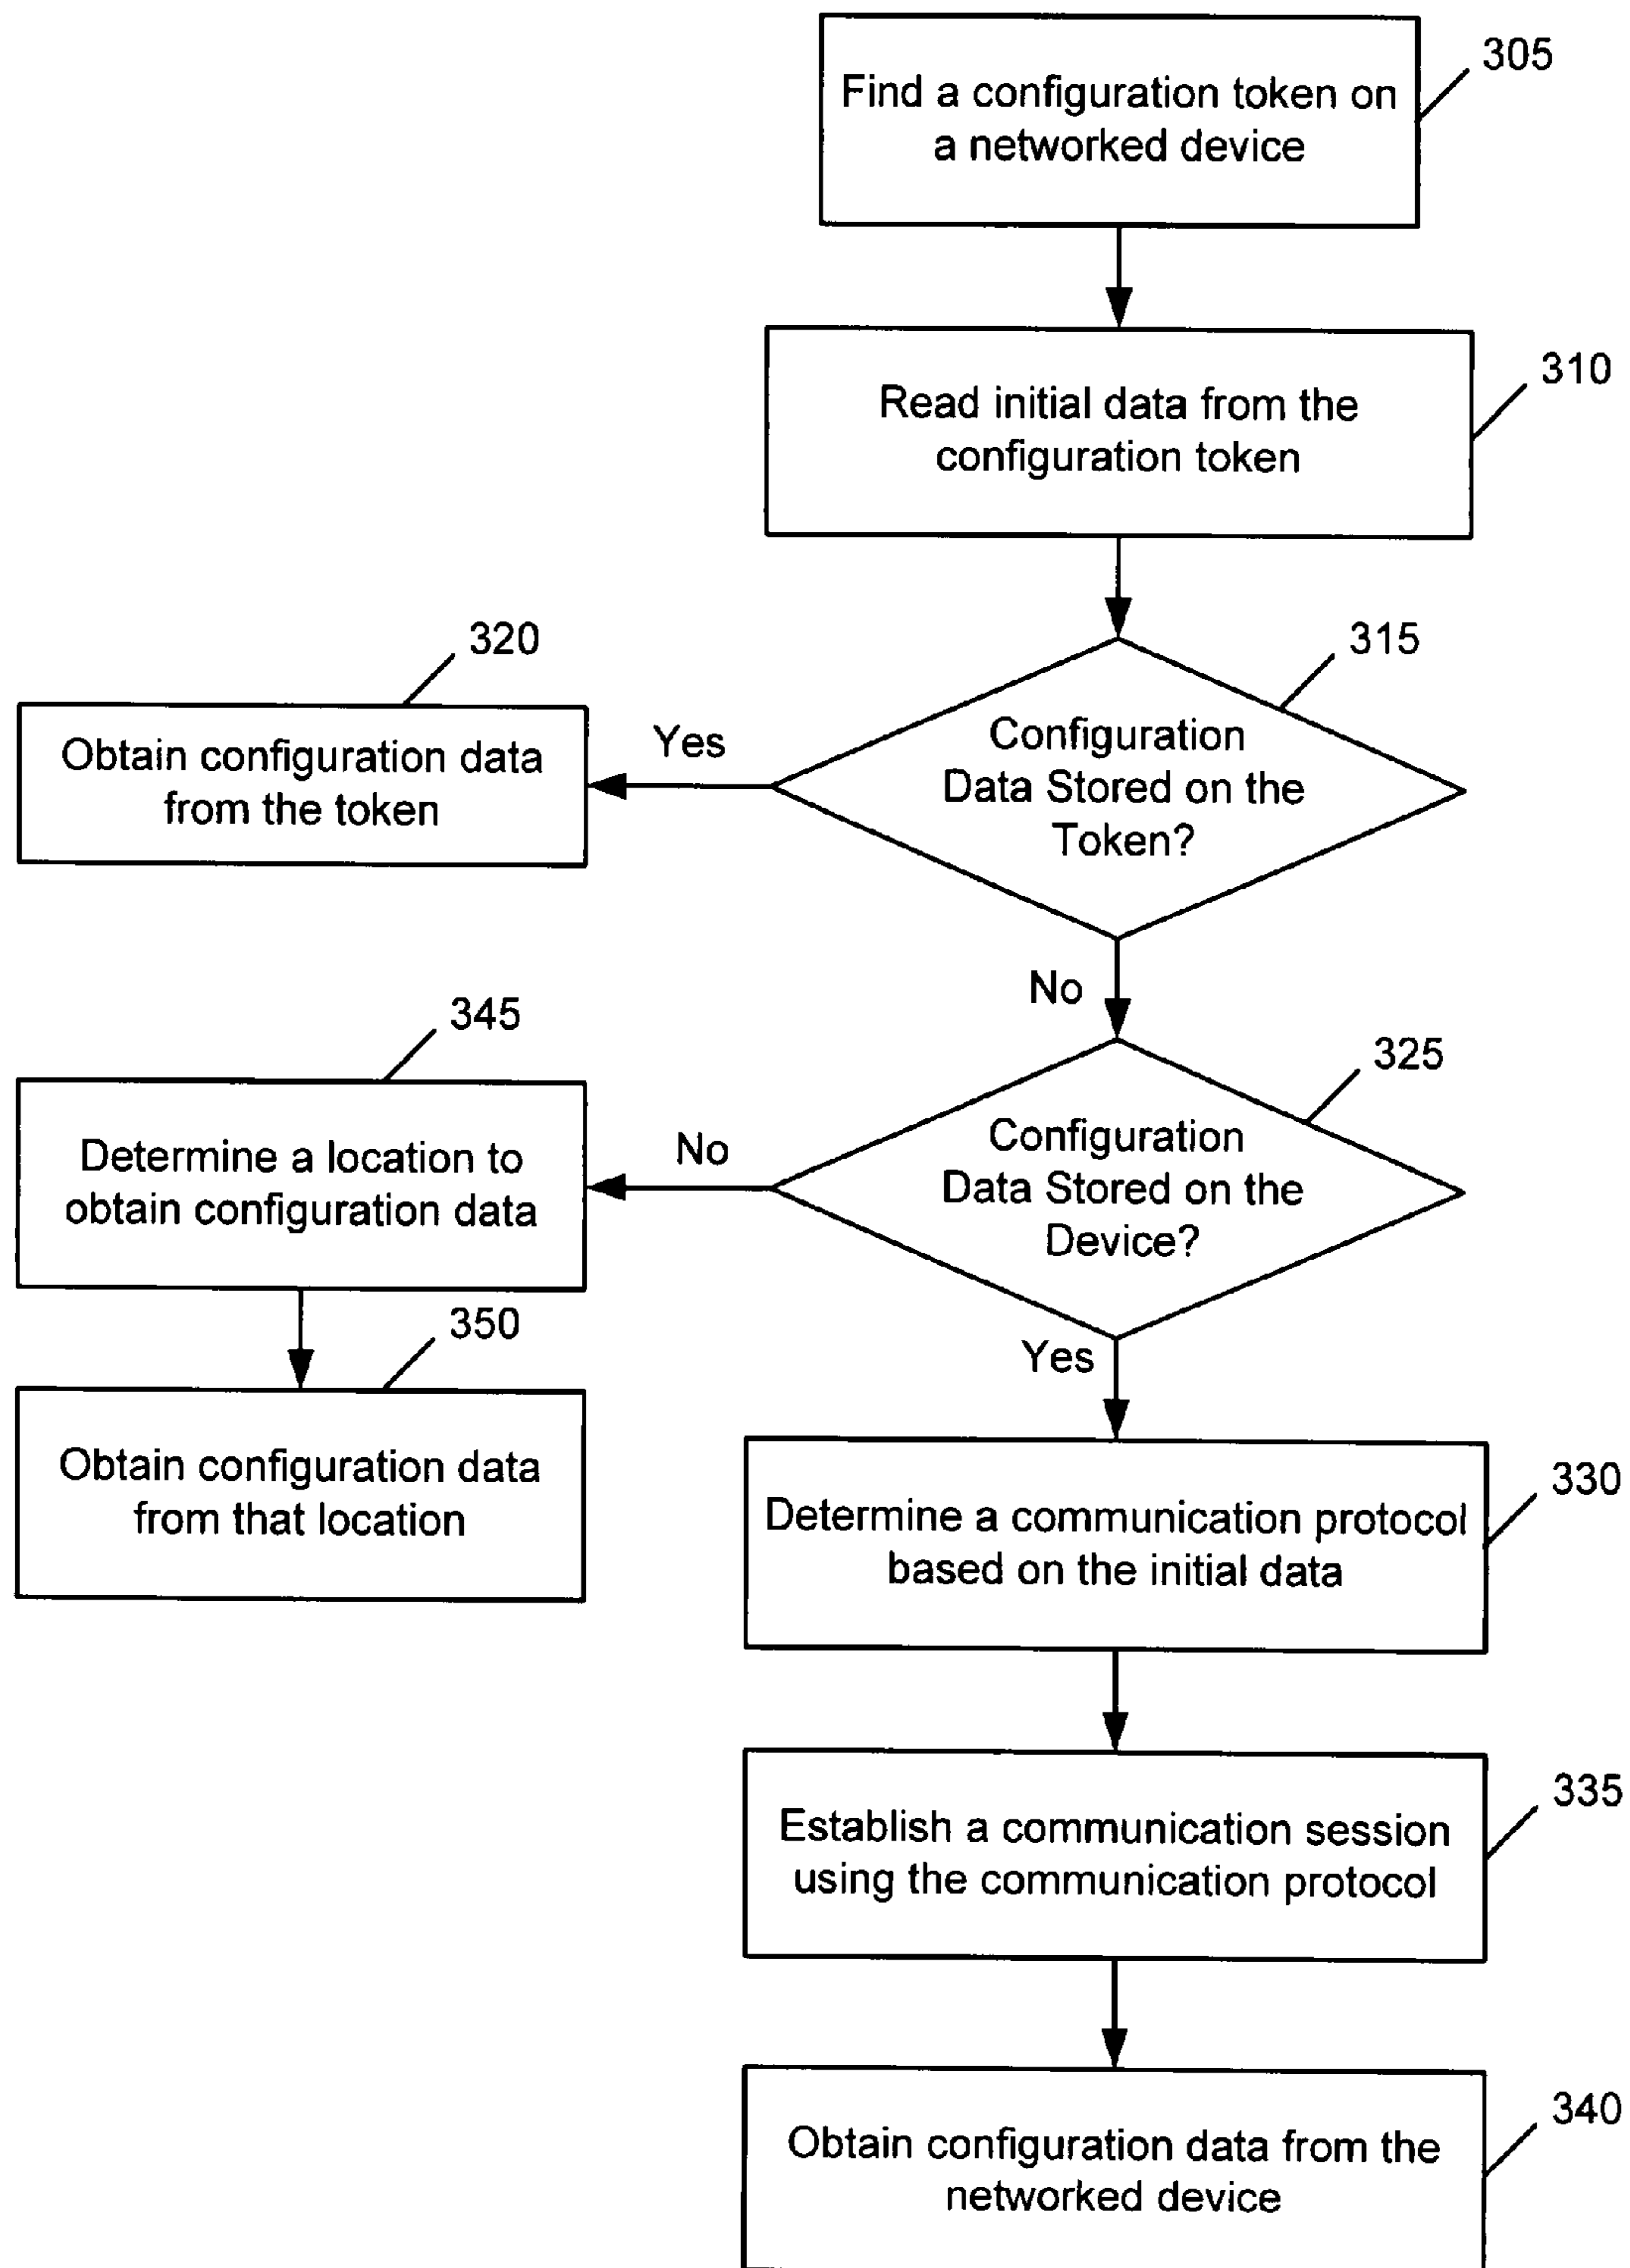 305
Find a configuration token on
a networked device
310
Read initial data from the
configuration token
315
Configuration
Data Stored on the
Token?
Yes
320
Obtain configuration data
from the token
No
325
Configuration
Data Stored on the
Device?
No
345
Determine a location to
obtain configuration data
350
Obtain configuration data
from that location
Yes
330
Determine a communication protocol
based on the initial data
335
Establish a communication session
using the communication protocol
340
Obtain configuration data from the
networked device